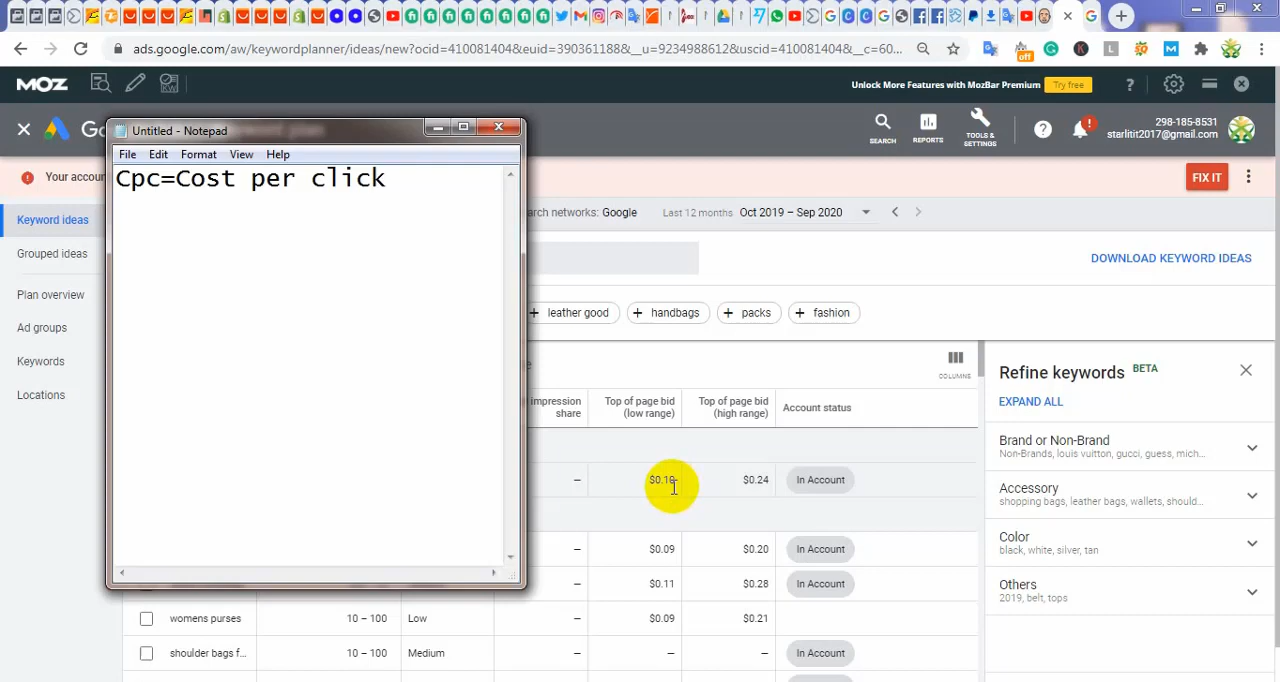 ads.google.com/aw/keywordplanner/ideas/new?ocid=410081404&euid=390361188&__u=9234988612&uscid=410081404&__c=60...
off
MOZ
Unlock More Features with MozBar Premium Try free
Untitled - Notepad
File Edit Format View Help
Cpc=Cost per click
SEARCH REPORTS TOOLS & SETTINGS
298-185-8531
starlitit2017@gmail.com
FIX IT
Keyword ideas
Grouped ideas
Plan overview
Ad groups
Keywords
Locations
networks: Google Last 12 months Oct 2019 – Sep 2020
DOWNLOAD KEYWORD IDEAS
leather good handbags packs fashion
COLUMNS
impression share Top of page bid (low range) Top of page bid (high range) Account status
– $0.24 In Account
– $0.09 $0.20 In Account
– $0.11 $0.28 In Account
womens purses 10 – 100 Low – $0.09 $0.21
shoulder bags f... 10 – 100 Medium – – – In Account
Refine keywords BETA
EXPAND ALL
Brand or Non-Brand
Non-Brands, louis vuitton, gucci, guess, mich...
Accessory
shopping bags, leather bags, wallets, should...
Color
black, white, silver, tan
Others
2019, belt, tops